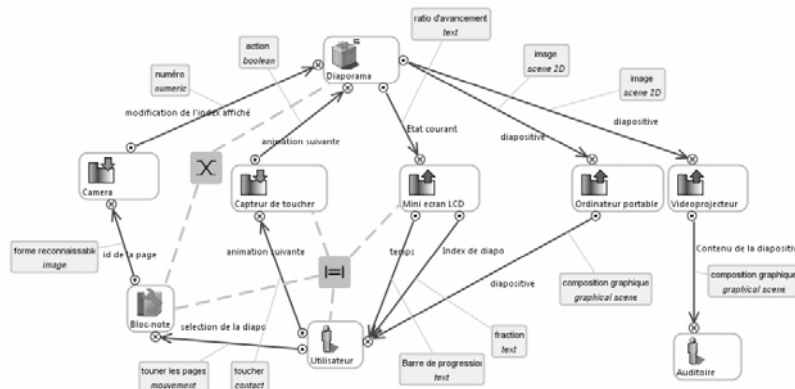 ratio d'avancement
text
action
boolean
image
scene 2D
numéro
numeric
Diaporama
image
scene 2D
modification de l'index affiché
Etat courant
animation suivante
diapositive
diapositive
Camera
Capteur de toucher
Mini ecran LCD
Ordinateur portable
Videoprojecteur
forme reconnaissable
image
id de la page
animation suivante
temps
Index de diapo
diapositive
Contenu de la diapositive
composition graphique
graphical scene
composition graphique
graphical scene
Bloc-note
selection de la diapo
Utilisateur
fraction
text
Auditoire
touner les pages
mouvement
toucher
contact
Barre de progression
text